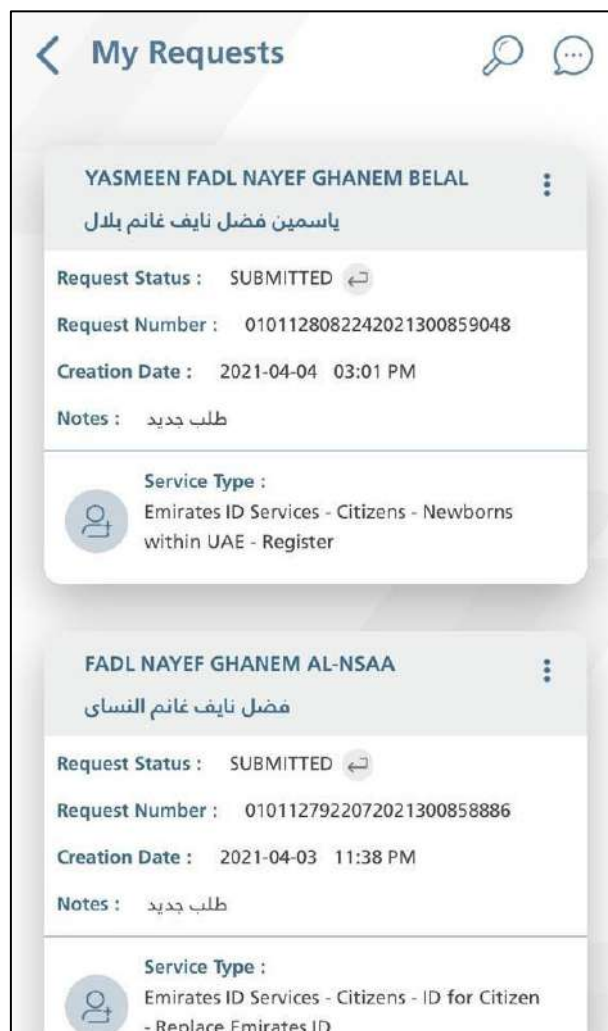 My Requests
YASMEEN FADL NAYEF GHANEM BELAL
ياسمين فضل نايف غانم بلال
Request Status : SUBMITTED
Request Number : 0101128082242021300859048
Creation Date : 2021-04-04 03:01 PM
Notes : طلب جديد
Service Type :
Emirates ID Services - Citizens - Newborns
within UAE - Register
FADL NAYEF GHANEM AL-NSAA
فضل نايف غانم النساى
Request Status : SUBMITTED
Request Number : 0101127922072021300858886
Creation Date : 2021-04-03 11:38 PM
Notes : طلب جديد
Service Type :
Emirates ID Services - Citizens - ID for Citizen
- Replace Emirates ID